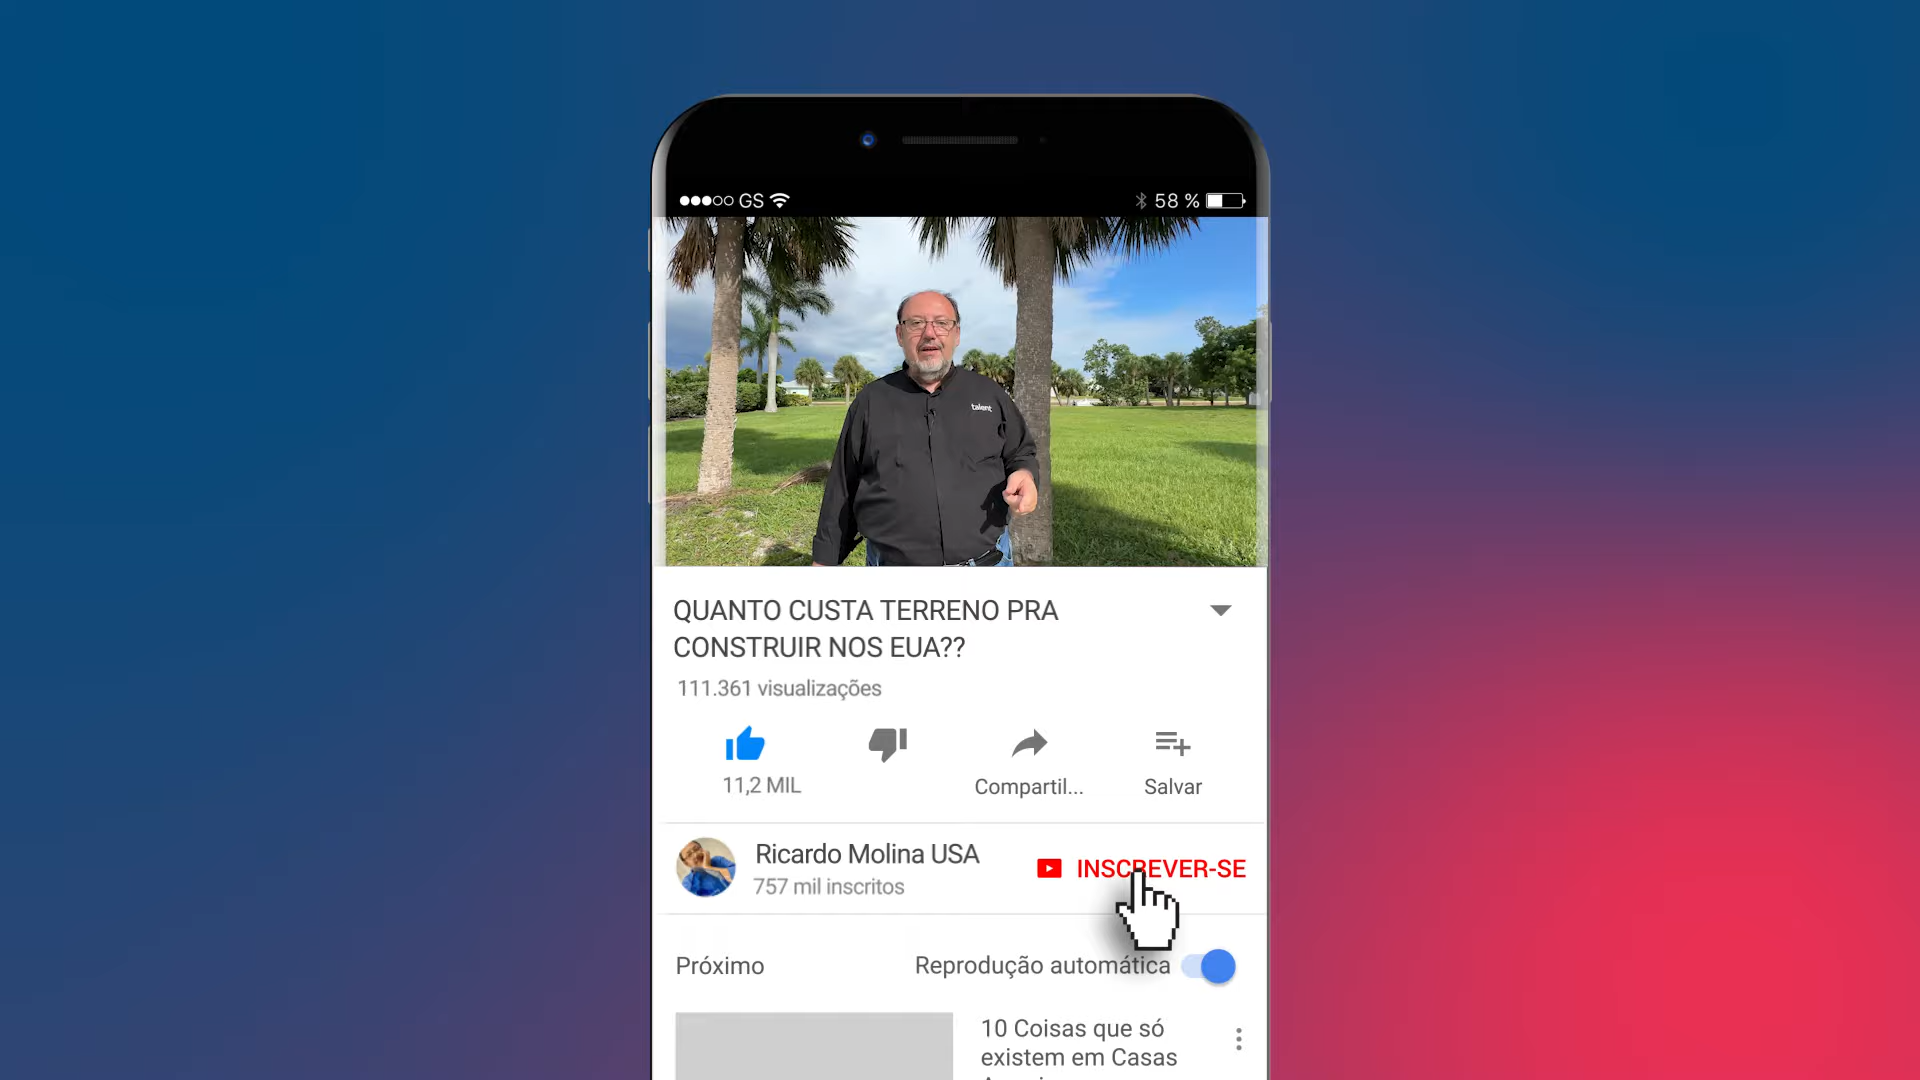 GS
58 %
talent
QUANTO CUSTA TERRENO PRA
CONSTRUIR NOS EUA??
111.361 visualizações
11,2 MIL
Compartil...
Salvar
Ricardo Molina USA
757 mil inscritos
INSCREVER-SE
Próximo
Reprodução automática
10 Coisas que só
existem em Casas